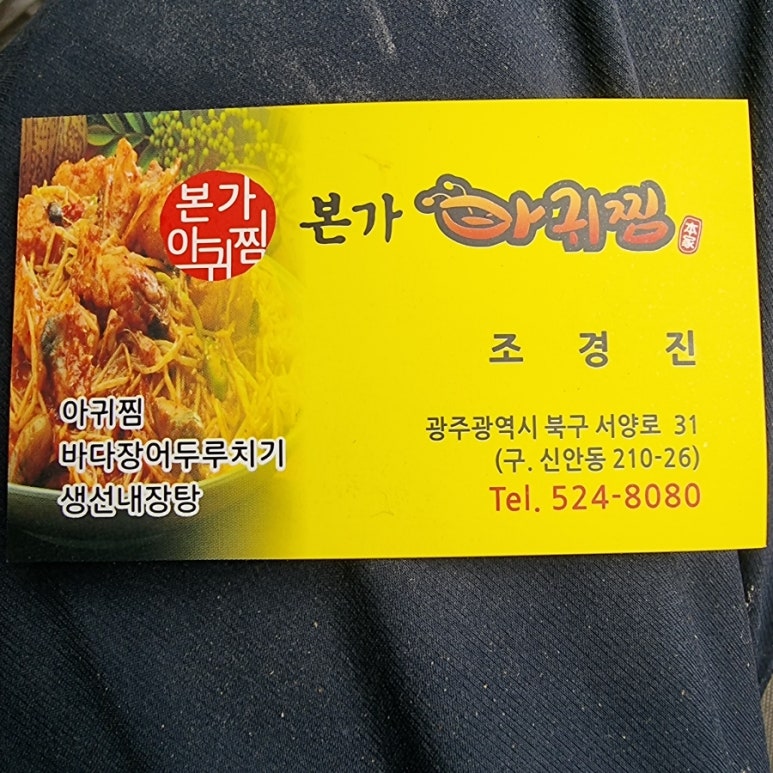 본가
아귀찜
본가 아귀찜 本家
조 경 진
아귀찜
바다장어두루치기
생선내장탕
광주광역시 북구 서양로 31
(구. 신안동 210-26)
Tel. 524-8080